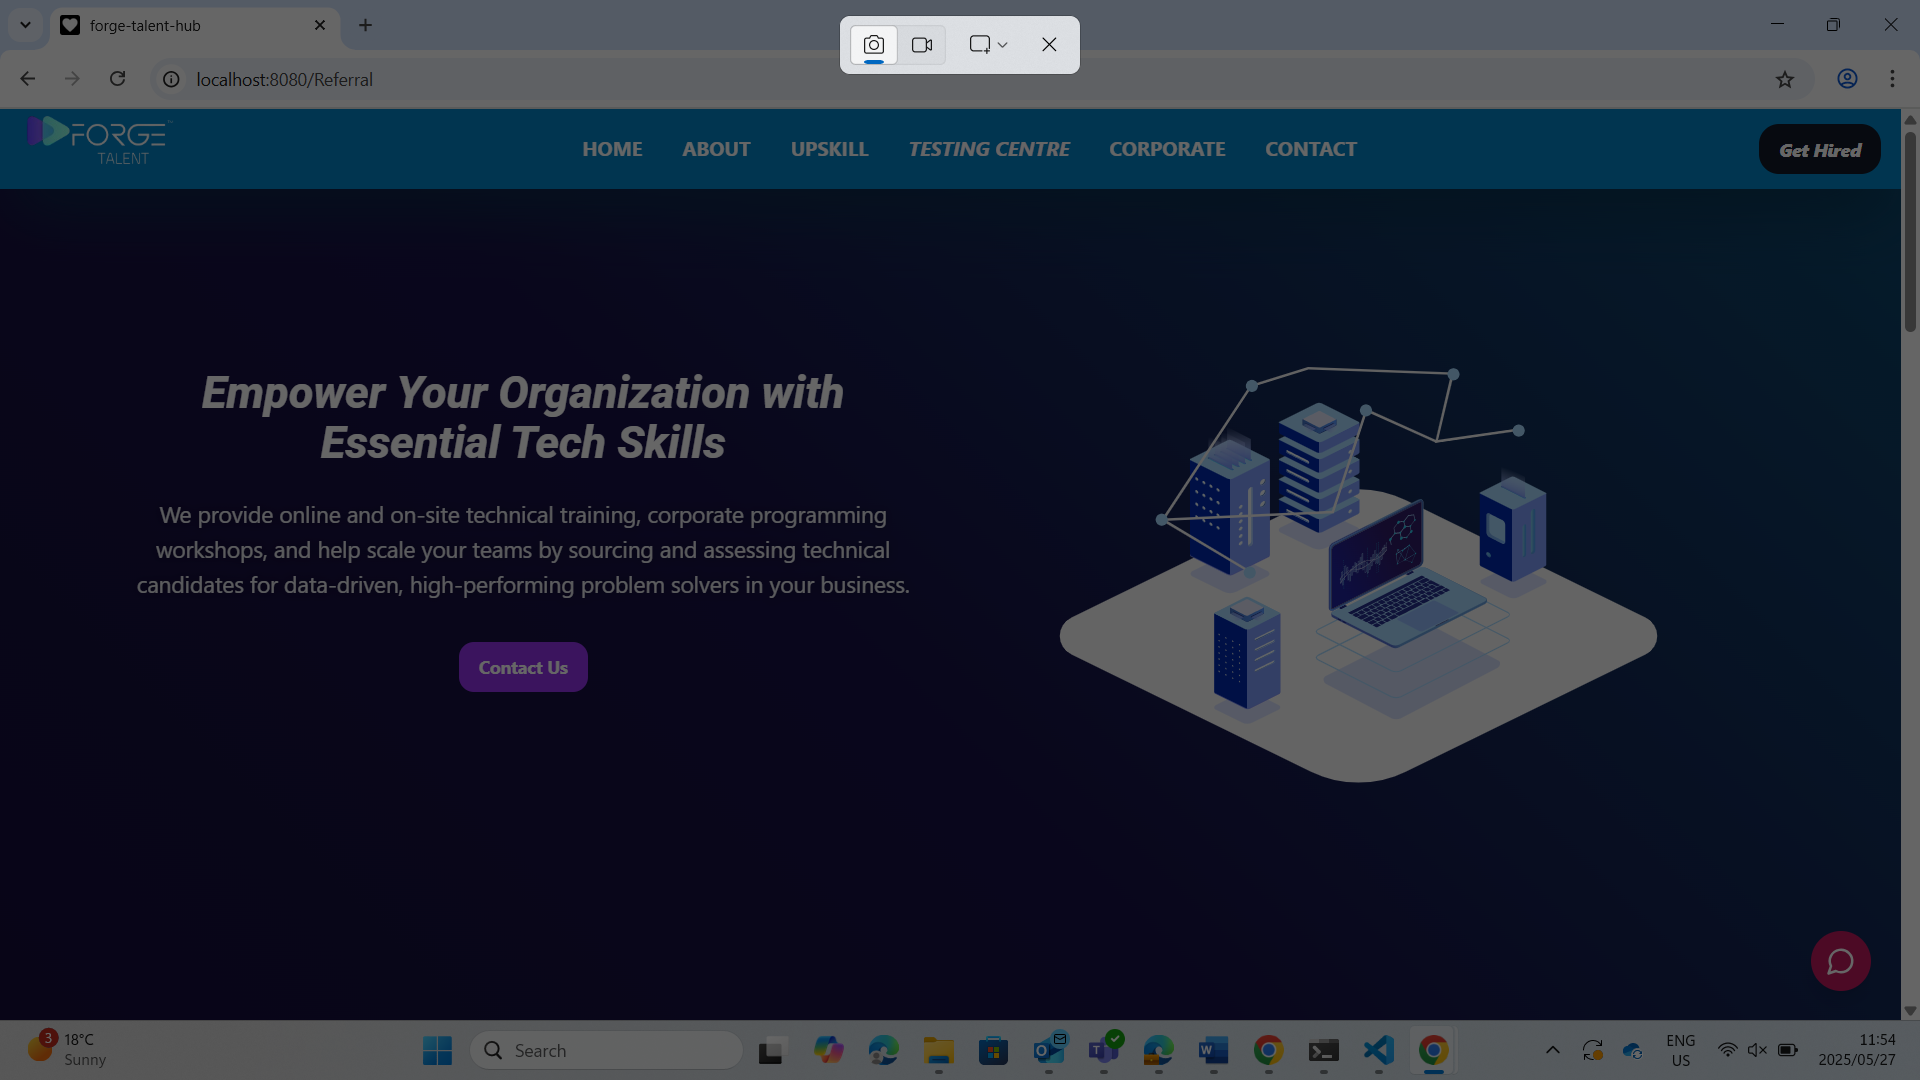 forge-talent-hub
localhost:8080/Referral
FORGE
TALENT
HOME
ABOUT
UPSKILL
TESTING CENTRE
CORPORATE
CONTACT
Get Hired
Empower Your Organization with
Essential Tech Skills
We provide online and on-site technical training, corporate programming
workshops, and help scale your teams by sourcing and assessing technical
candidates for data-driven, high-performing problem solvers in your business.
Contact Us
3
18°C
Sunny
Search
ENG
US
11:54
2025/05/27